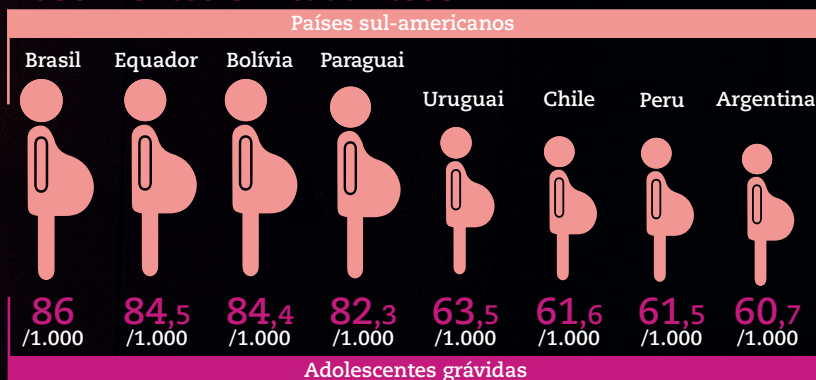 Países sul-americanos
Brasil Equador Bolívia Paraguai
Uruguai Chile Peru Argentina
86 84,5 84,4 82,3 63,5 61,6 61,5 60,7
/1.000 /1.000 /1.000 /1.000 /1.000 /1.000 /1.000 /1.000
Adolescentes grávidas